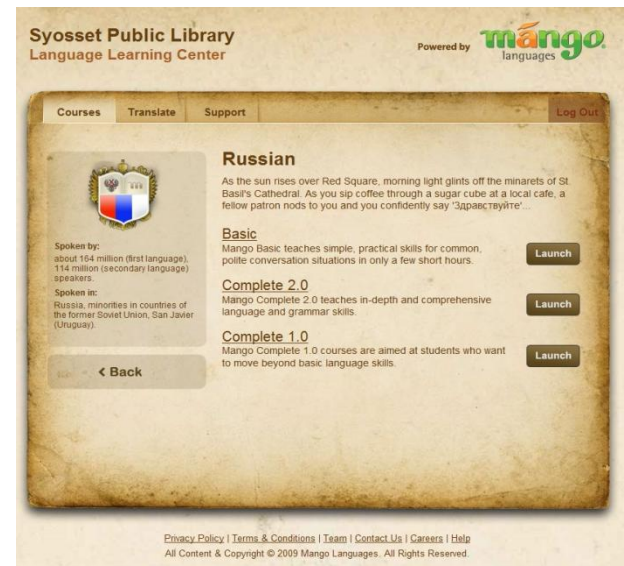 Syosset Public Library
Language Learning Center
Powered by
mango
languages
Courses
Translate
Support
Log Out
Spoken by:
about 164 million (first language),
114 million (secondary language)
speakers.
Spoken in:
Russia, minorities in countries of
the former Soviet Union, San Javier
(Uruguay).
< Back
Russian
As the sun rises over Red Square, morning light glints off the minarets of St.
Basil's Cathedral. As you sip coffee through a sugar cube at a local cafe, a
fellow patron nods to you and you confidently say 'Здравствуйте'...
Basic
Mango Basic teaches simple, practical skills for common,
polite conversation situations in only a few short hours.
Launch
Complete 2.0
Mango Complete 2.0 teaches in-depth and comprehensive
language and grammar skills.
Launch
Complete 1.0
Mango Complete 1.0 courses are aimed at students who want
to move beyond basic language skills.
Launch
Privacy Policy | Terms & Conditions | Team | Contact Us | Careers | Help
All Content & Copyright © 2009 Mango Languages. All Rights Reserved.